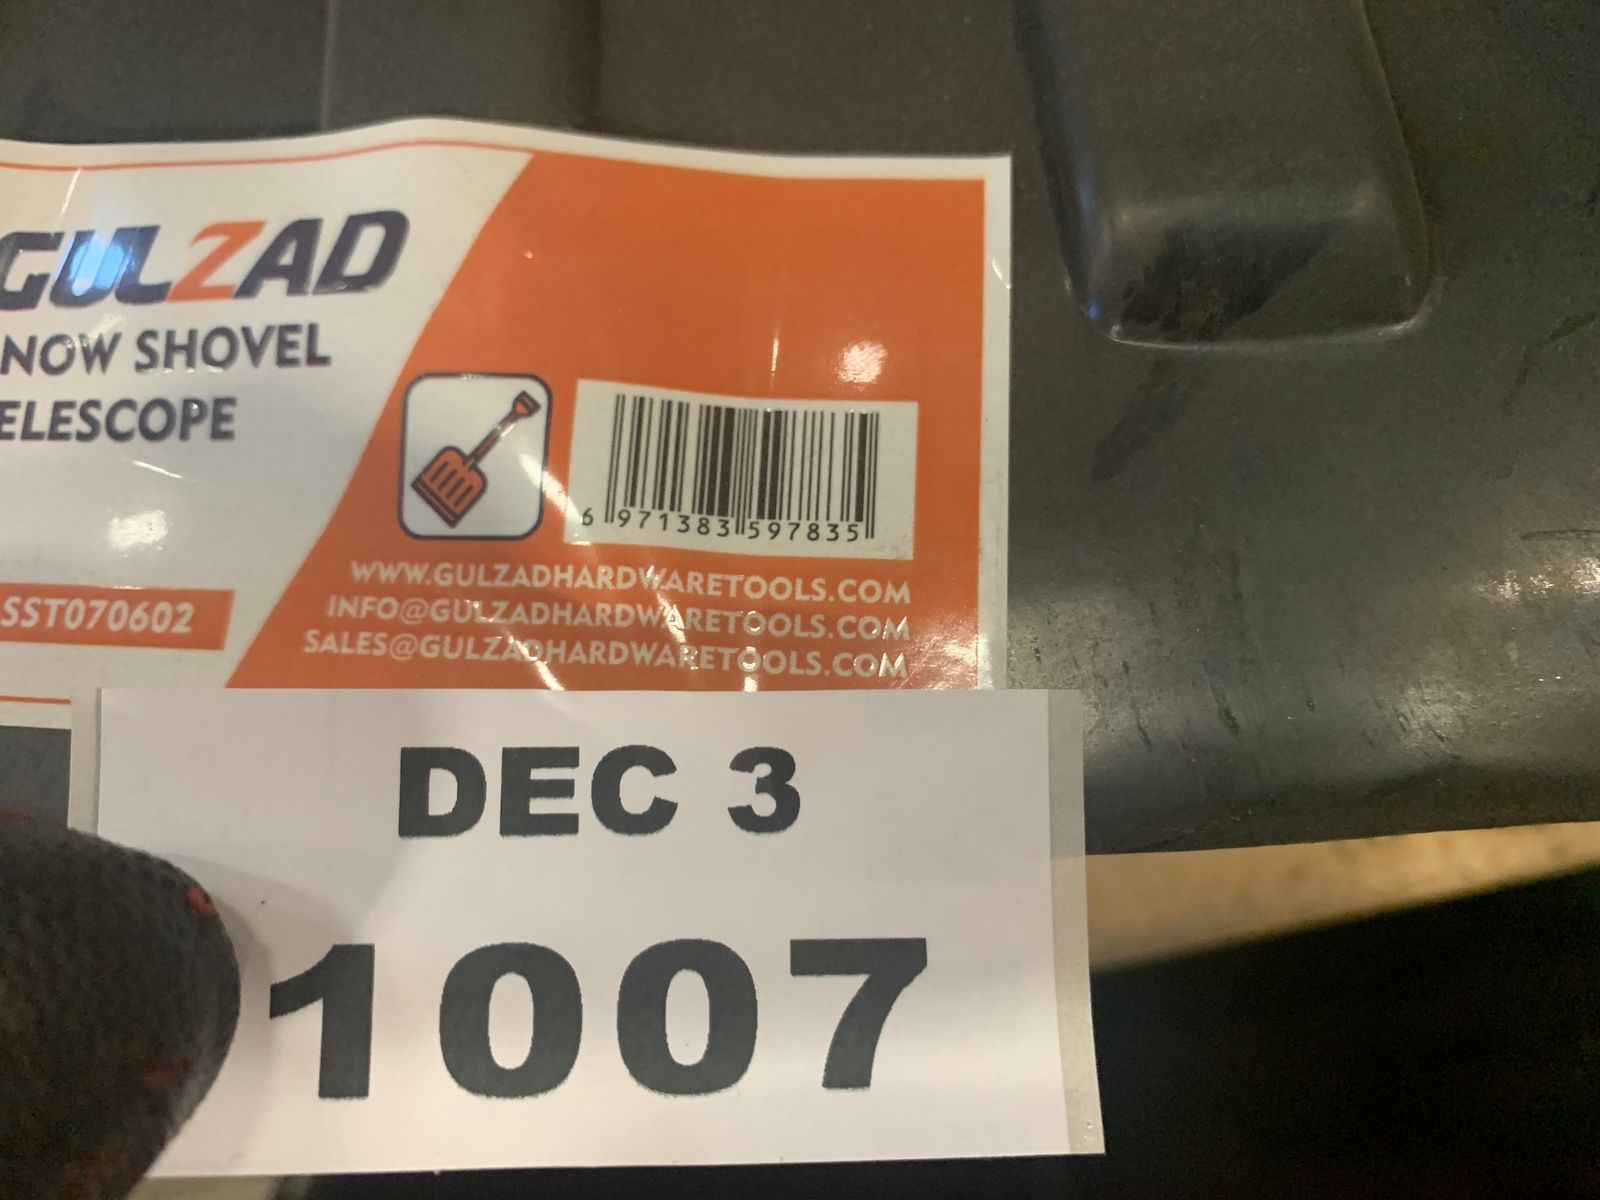 GULZAD
NOW SHOVEL
ELESCOPE
SST070602
6 971383 597835
WWW.GULZADHARDWARETOOLS.COM
INFO@GULZADHARDWARETOOLS.COM
SALES@GULZADHARDWARETOOLS.COM
DEC 3
1007